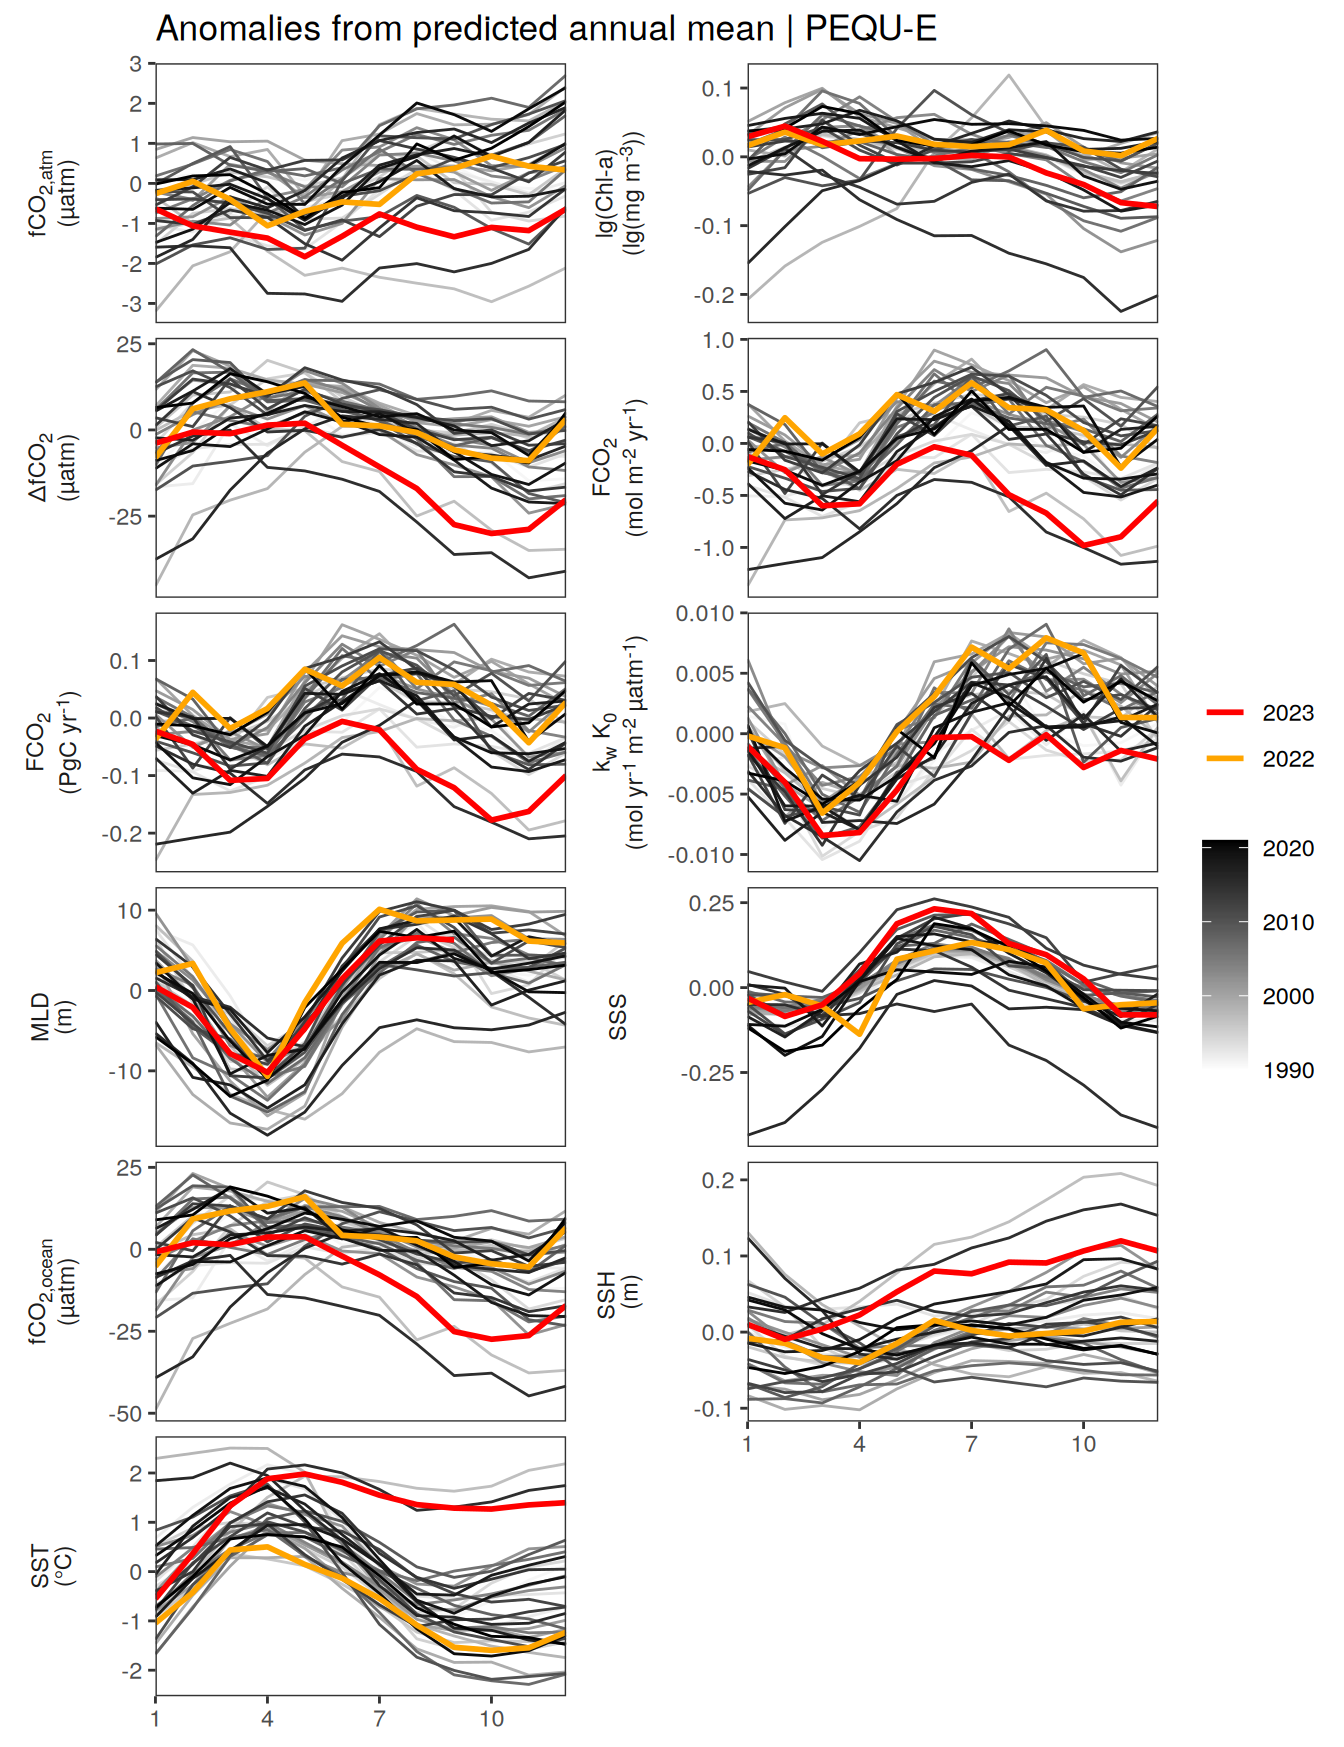 Anomalies from predicted annual mean | PEQU-E
fCO2,atm
(µatm)
3
2
1
0
-1
-2
-3
lg(Chl-a)
(lg(mg m-3))
0.1
0.0
-0.1
-0.2
ΔfCO2
(µatm)
25
0
-25
FCO2
(mol m-2 yr-1)
1.0
0.5
0.0
-0.5
-1.0
FCO2
(PgC yr-1)
0.1
0.0
-0.1
-0.2
kw K0
(mol yr-1 m-2 µatm-1)
0.010
0.005
0.000
-0.005
-0.010
MLD
(m)
10
0
-10
SSS
0.25
0.00
-0.25
fCO2,ocean
(µatm)
25
0
-25
-50
SSH
(m)
0.2
0.1
0.0
-0.1
1 4 7 10
SST
(°C)
2
1
0
-1
-2
1 4 7 10
2023
2022
2020
2010
2000
1990